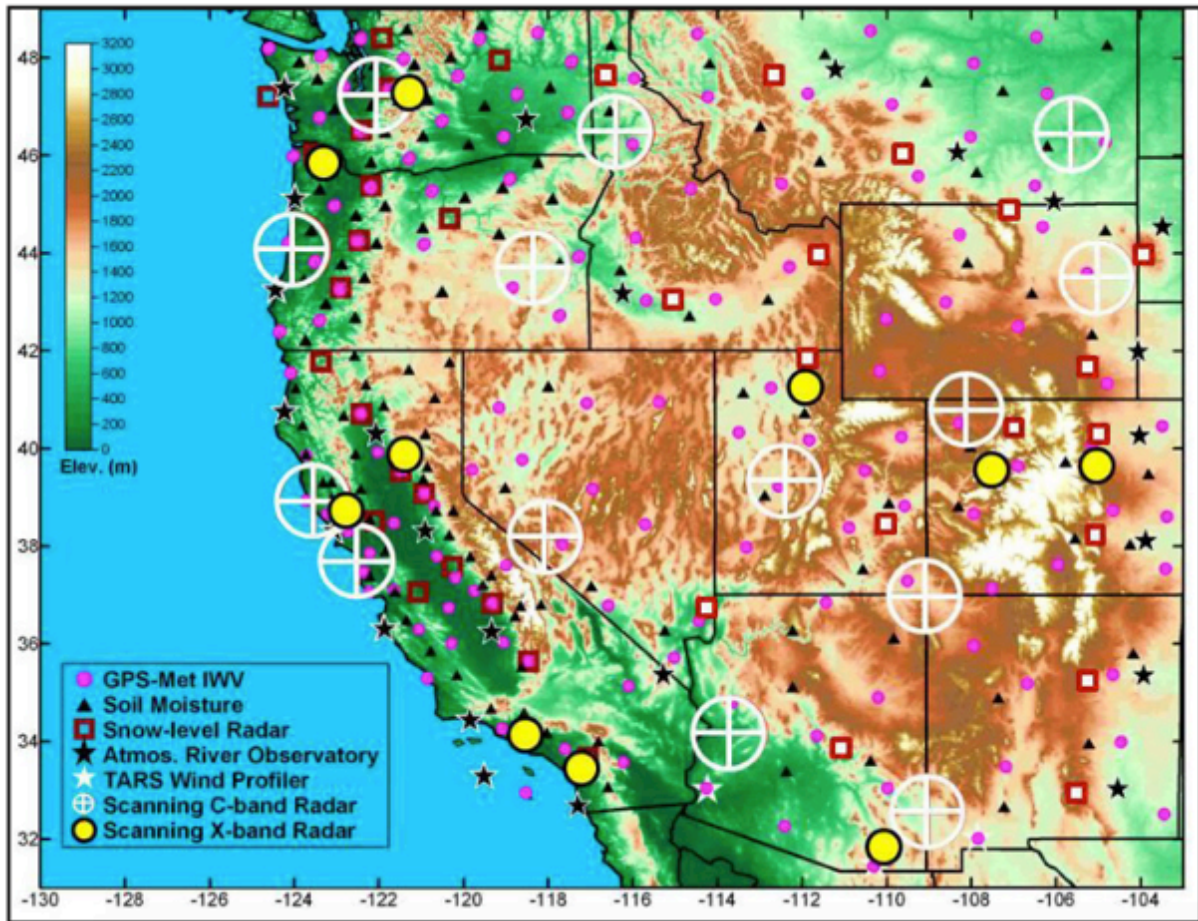 48
46
44
42
40
38
36
34
32
3200
3000
2800
2600
2400
2200
2000
1800
1600
1400
1200
1000
800
600
400
200
0
Elev. (m)
GPS-Met IWV
Soil Moisture
Snow-level Radar
Atmos. River Observatory
TARS Wind Profiler
Scanning C-band Radar
Scanning X-band Radar
-130 -128 -126 -124 -122 -120 -118 -116 -114 -112 -110 -108 -106 -104